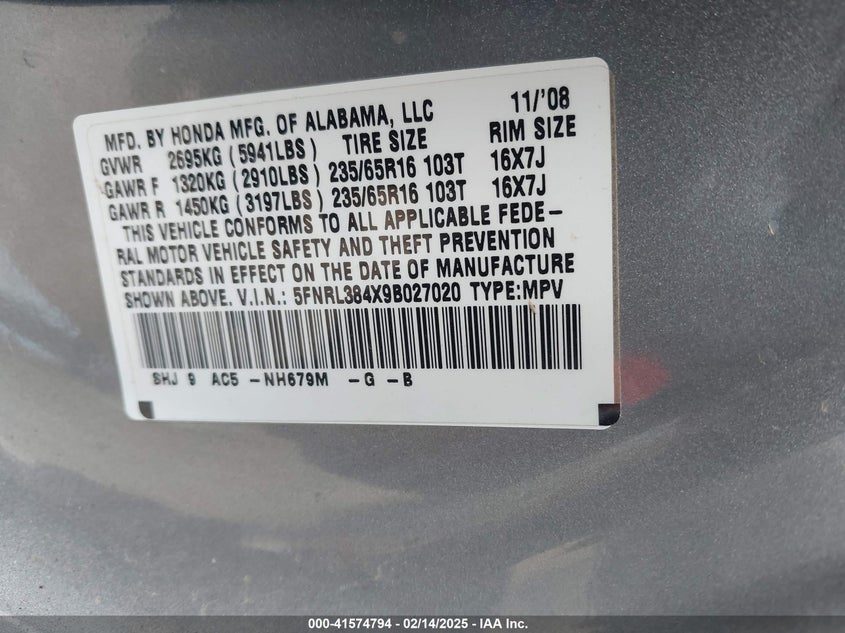 MFD. BY HONDA MFG. OF ALABAMA, LLC 11/'08
GVWR 2695KG (5941LBS) TIRE SIZE RIM SIZE
GAWR F 1320KG (2910LBS) 235/65R16 103T 16X7J
GAWR R 1450KG (3197LBS) 235/65R16 103T 16X7J
THIS VEHICLE CONFORMS TO ALL APPLICABLE FEDE-
RAL MOTOR VEHICLE SAFETY AND THEFT PREVENTION
STANDARDS IN EFFECT ON THE DATE OF MANUFACTURE
SHOWN ABOVE. V.I.N.: 5FNRL384X9B027020 TYPE:MPV
SHJ 9 AC5 -NH679M -G -B
000-41574794 - 02/14/2025 - IAA Inc.